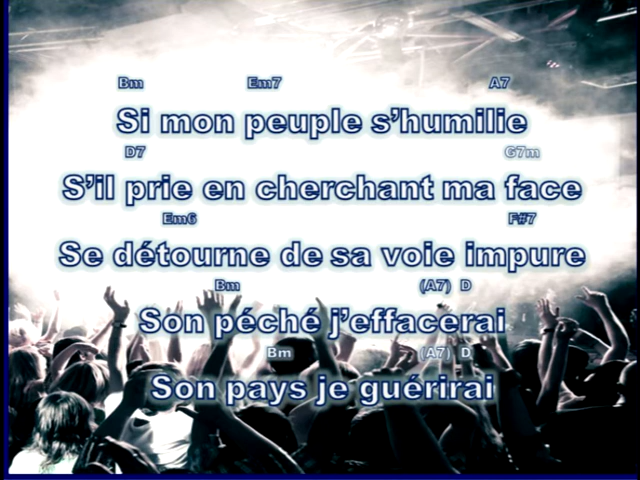 Bm Em7 A7
Si mon peuple s'humilie
D7 G7m
S'il prie en cherchant ma face
Em6 F#7
Se détourne de sa voie impure
Bm (A7) D
Son péché j'effacerai
Bm (A7) D
Son pays je guérirai